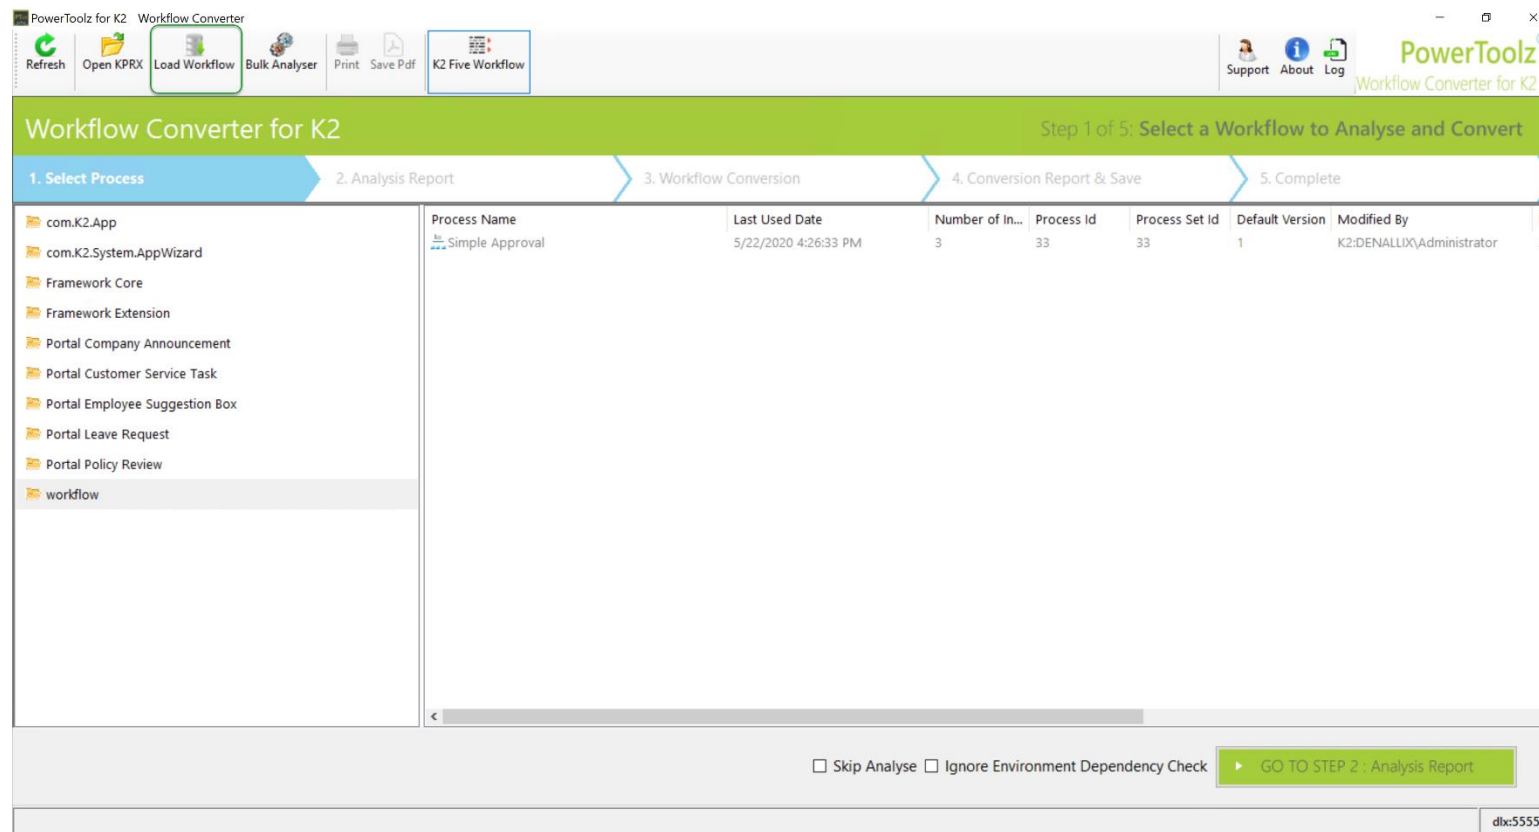 PowerToolz for K2 Workflow Converter
Refresh Open KPRX Load Workflow Bulk Analyser Print Save Pdf K2 Five Workflow Support About Log
PowerToolz
Workflow Converter for K2
Workflow Converter for K2 Step 1 of 5: Select a Workflow to Analyse and Convert
1. Select Process 2. Analysis Report 3. Workflow Conversion 4. Conversion Report & Save 5. Complete
com.K2.App
com.K2.System.AppWizard
Framework Core
Framework Extension
Portal Company Announcement
Portal Customer Service Task
Portal Employee Suggestion Box
Portal Leave Request
Portal Policy Review
workflow
Process Name Last Used Date Number of In... Process Id Process Set Id Default Version Modified By
Simple Approval 5/22/2020 4:26:33 PM 3 33 33 1 K2:DENALLIX\Administrator
Skip Analyse Ignore Environment Dependency Check GO TO STEP 2 : Analysis Report
dlx:5555